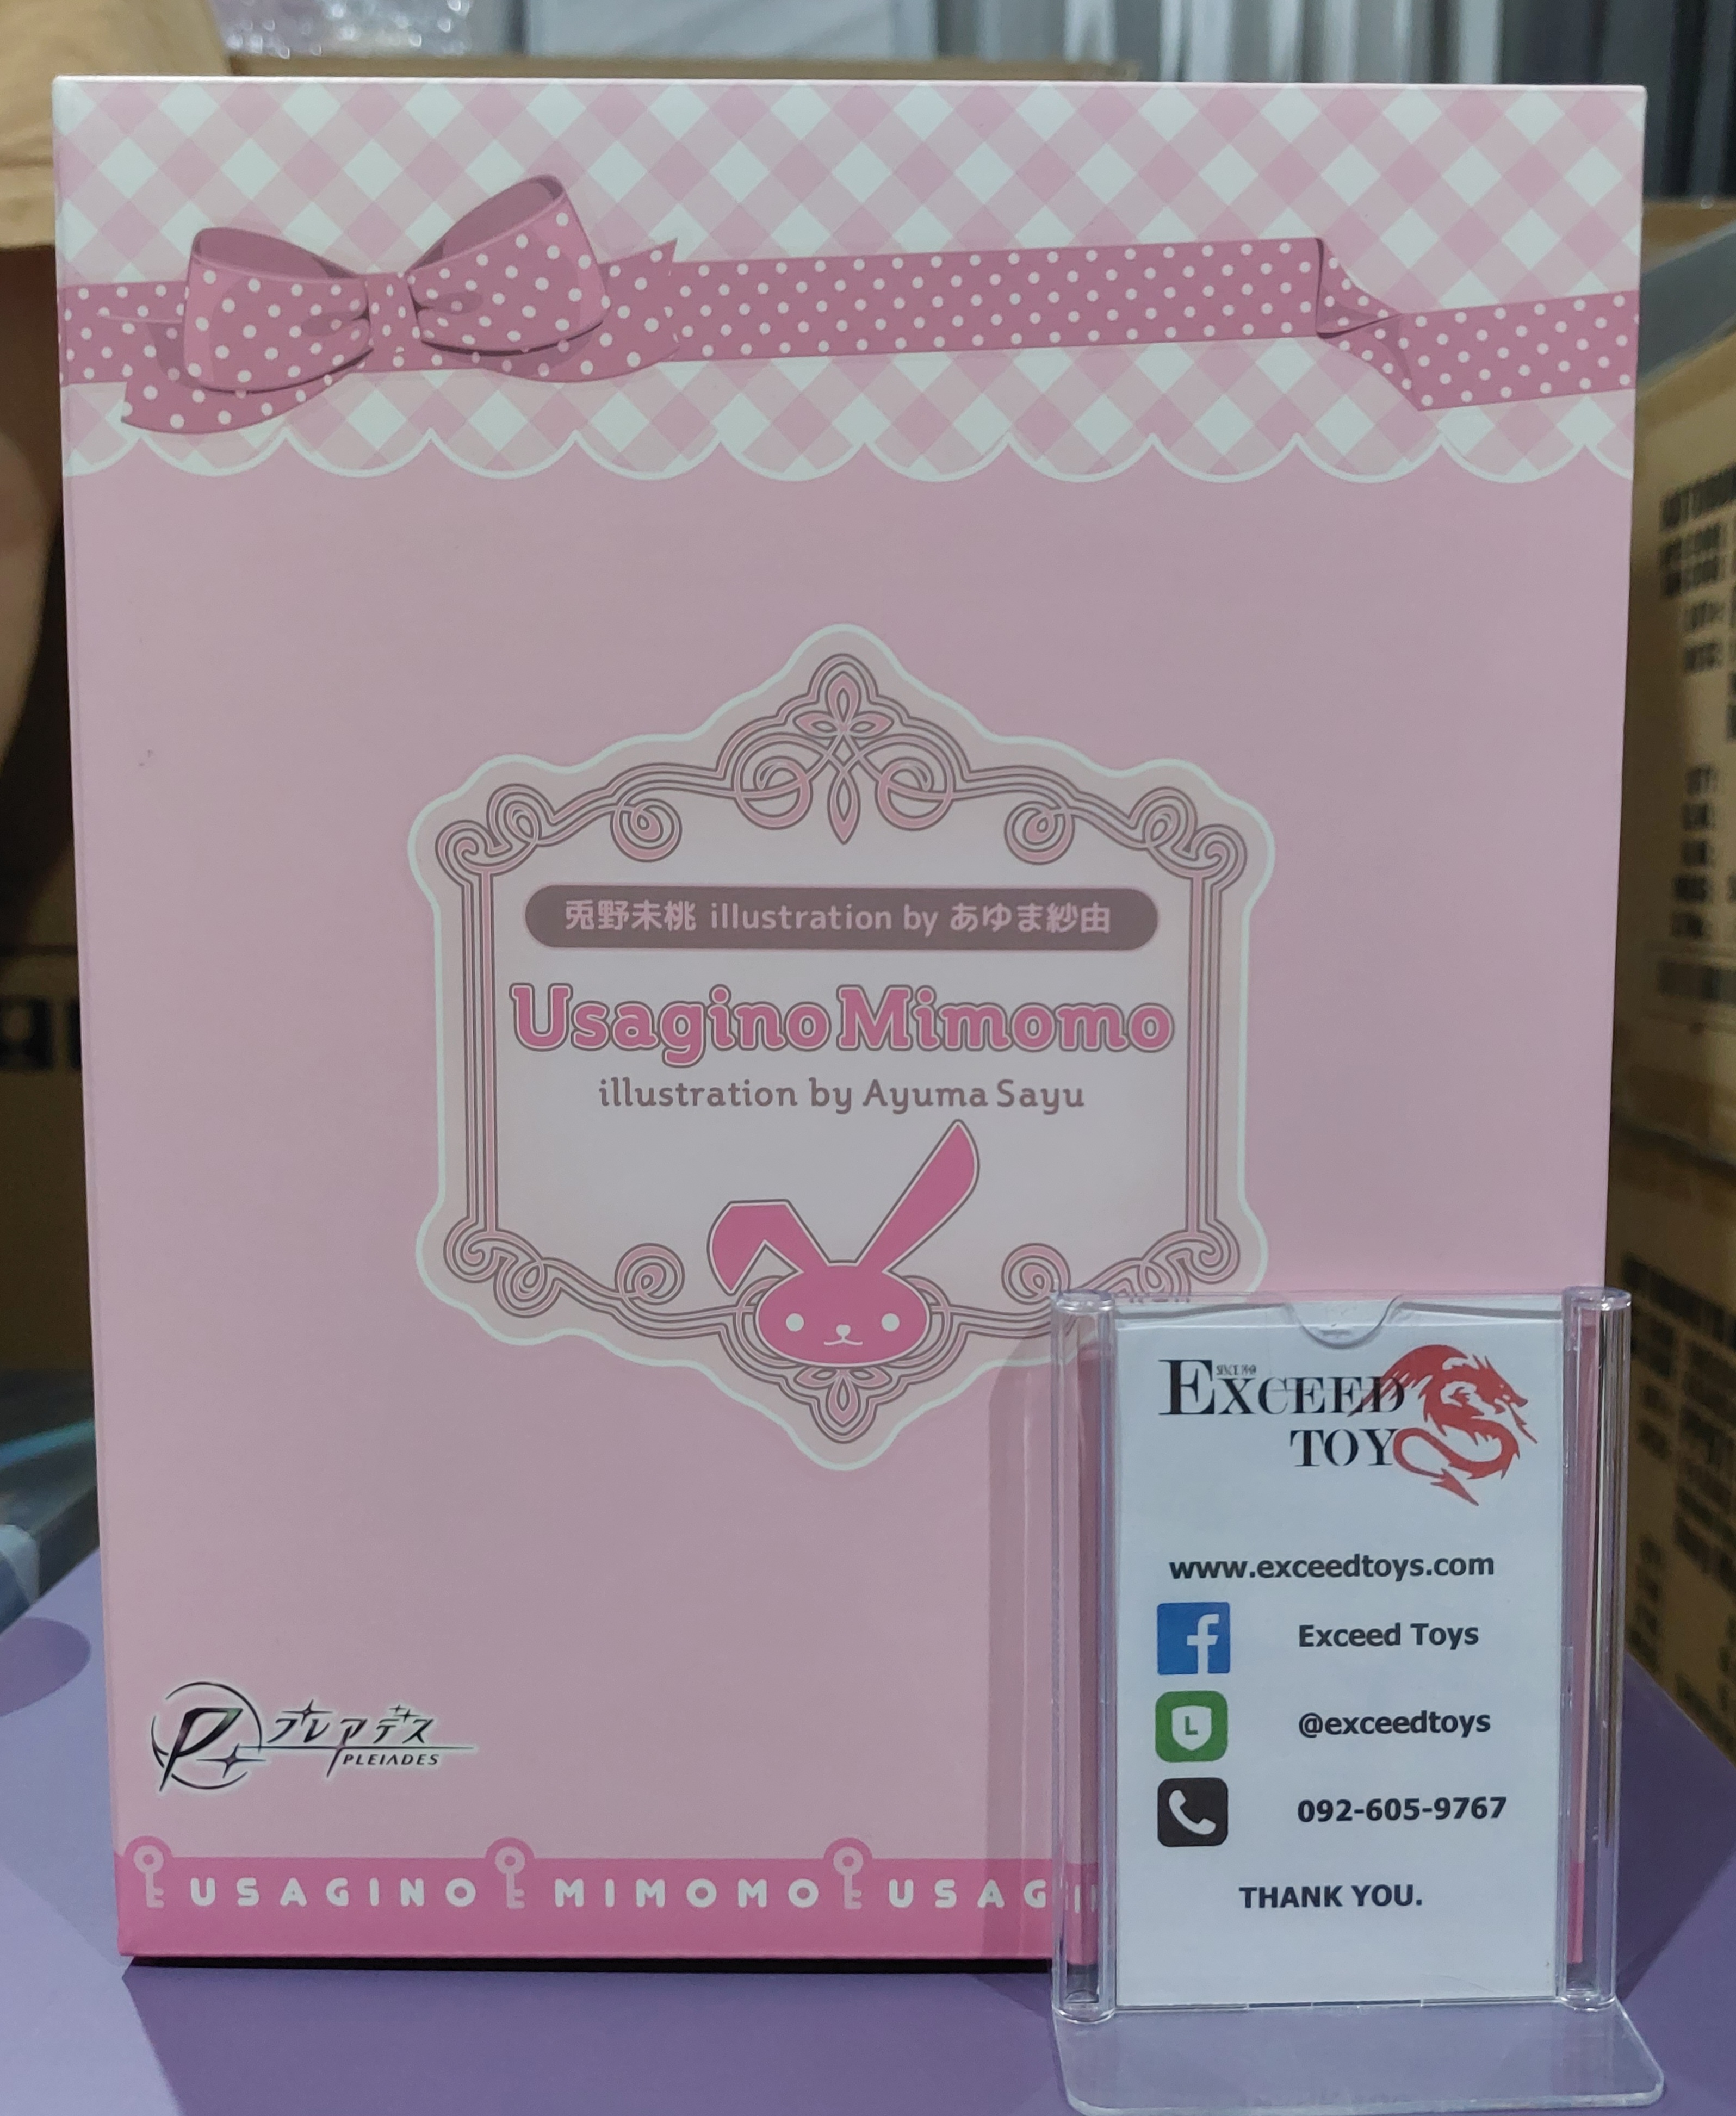 兎野未桃 illustration by あゆま紗由
Usagino Mimomo
illustration by Ayuma Sayu
プレアデス
PLEIADES
USAGINO MIMOMO USAG
EXCEED
TOY
www.exceedtoys.com
Exceed Toys
L
@exceedtoys
092-605-9767
THANK YOU.